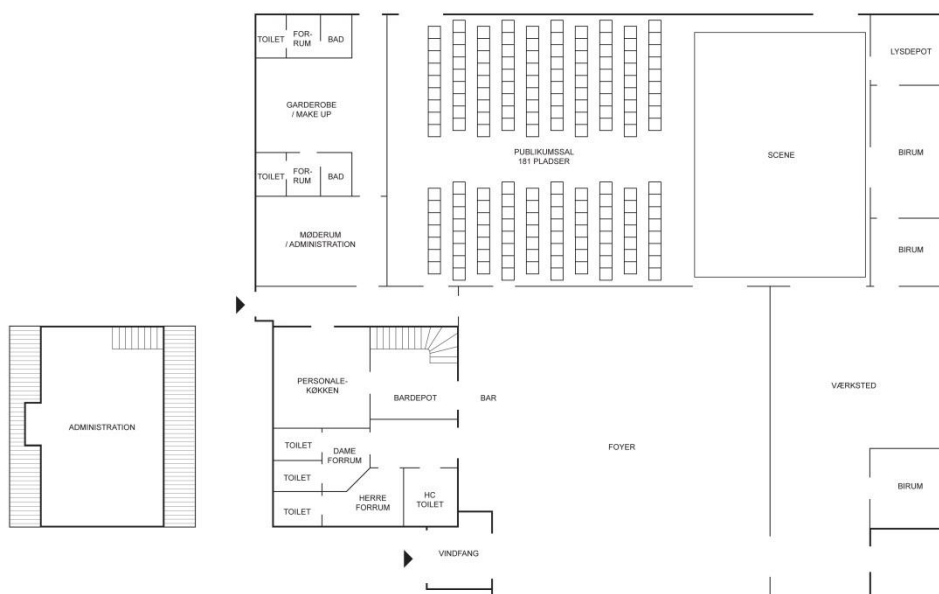 TOILET
FOR-
RUM
BAD
LYSDEPOT
GARDEROBE
/ MAKE UP
PUBLIKUMSSAL
181 PLADSER
SCENE
BIRUM
TOILET
FOR-
RUM
BAD
MØDERUM
/ ADMINISTRATION
BIRUM
PERSONALE-
KØKKEN
BARDEPOT
BAR
VÆRKSTED
ADMINISTRATION
TOILET
DAME
FORRUM
FOYER
TOILET
HERRE
FORRUM
HC
TOILET
BIRUM
TOILET
VINDFANG